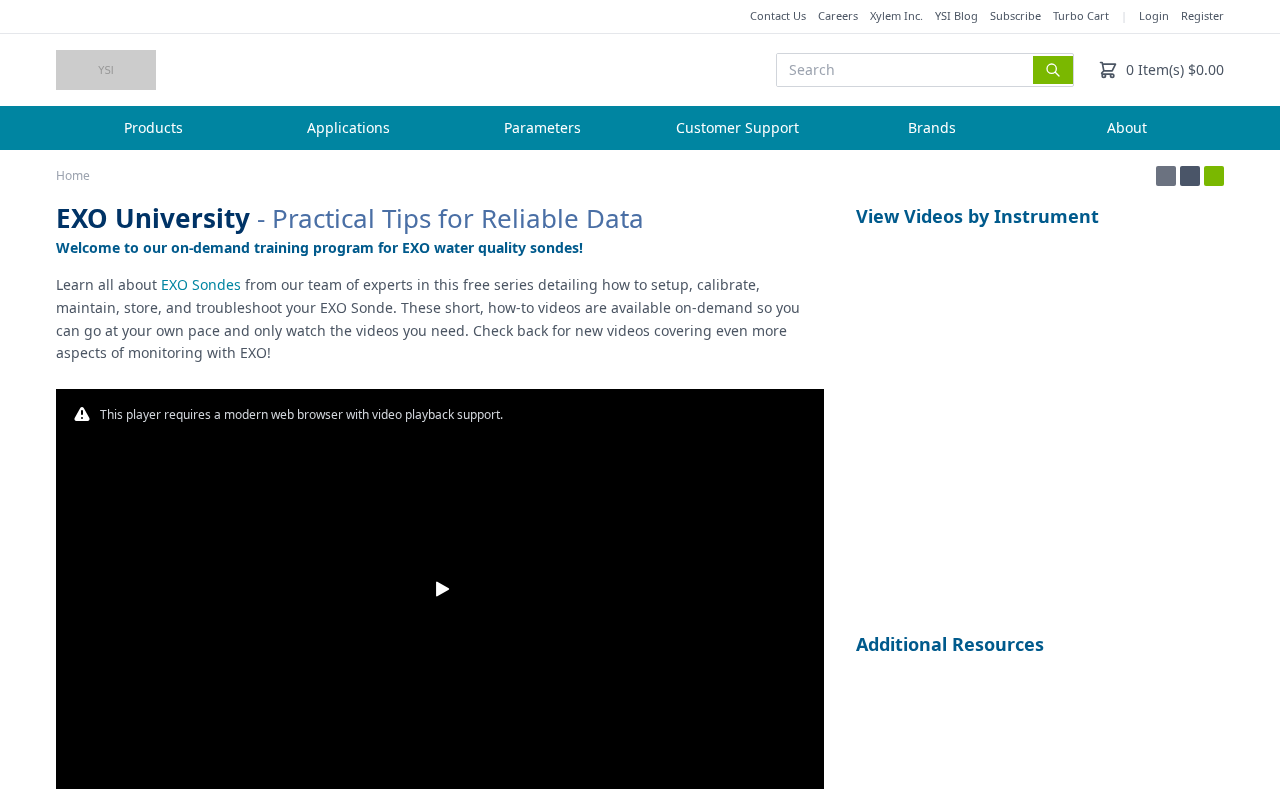 Contact Us Careers Xylem Inc. YSI Blog Subscribe Turbo Cart | Login Register
YSI
Search
0 Item(s) $0.00
Products Applications Parameters Customer Support Brands About
Home
EXO University - Practical Tips for Reliable Data
Welcome to our on-demand training program for EXO water quality sondes!
Learn all about EXO Sondes from our team of experts in this free series detailing how to setup, calibrate,
maintain, store, and troubleshoot your EXO Sonde. These short, how-to videos are available on-demand so you
can go at your own pace and only watch the videos you need. Check back for new videos covering even more
aspects of monitoring with EXO!
This player requires a modern web browser with video playback support.
View Videos by Instrument
Additional Resources